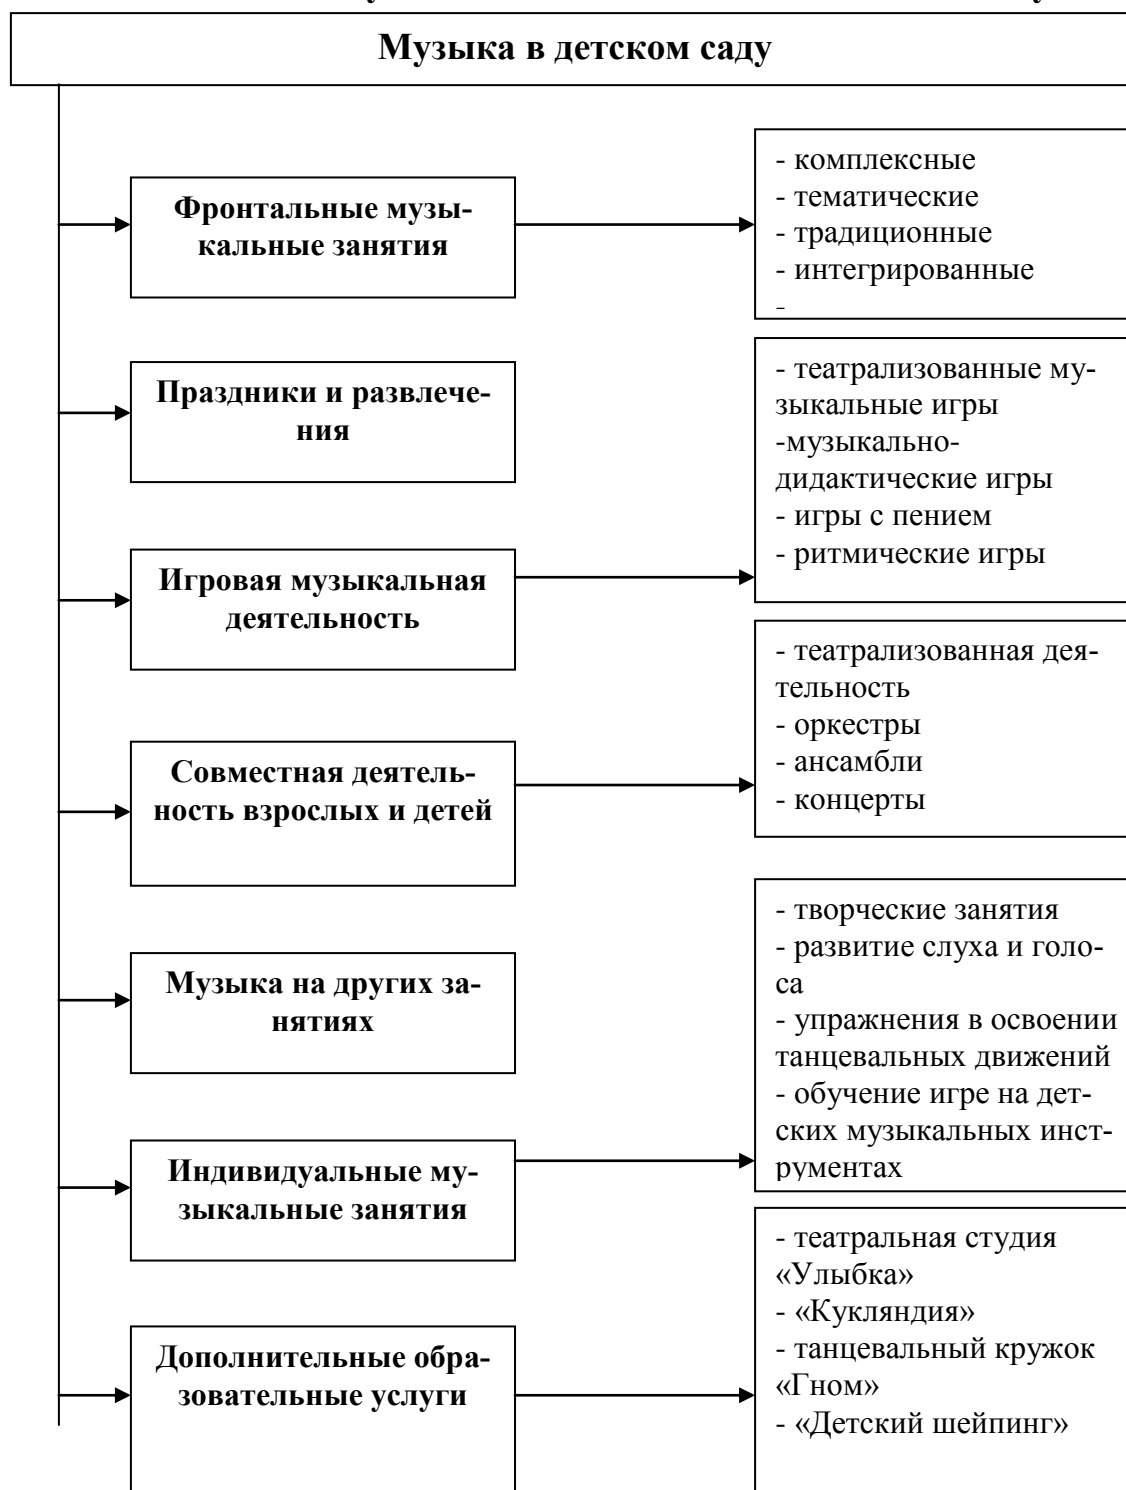 Музыка в детском саду
Фронтальные музы-
кальные занятия
- комплексные
- тематические
- традиционные
- интегрированные
-
Праздники и развлече-
ния
- театрализованные му-
зыкальные игры
-музыкально-
дидактические игры
- игры с пением
- ритмические игры
Игровая музыкальная
деятельность
- театрализованная дея-
тельность
- оркестры
- ансамбли
- концерты
Совместная деятель-
ность взрослых и детей
Музыка на других за-
нятиях
- творческие занятия
- развитие слуха и голо-
са
- упражнения в освоении
танцевальных движений
- обучение игре на дет-
ских музыкальных инст-
рументах
Индивидуальные му-
зыкальные занятия
Дополнительные обра-
зовательные услуги
- театральная студия
«Улыбка»
- «Кукляндия»
- танцевальный кружок
«Гном»
- «Детский шейпинг»